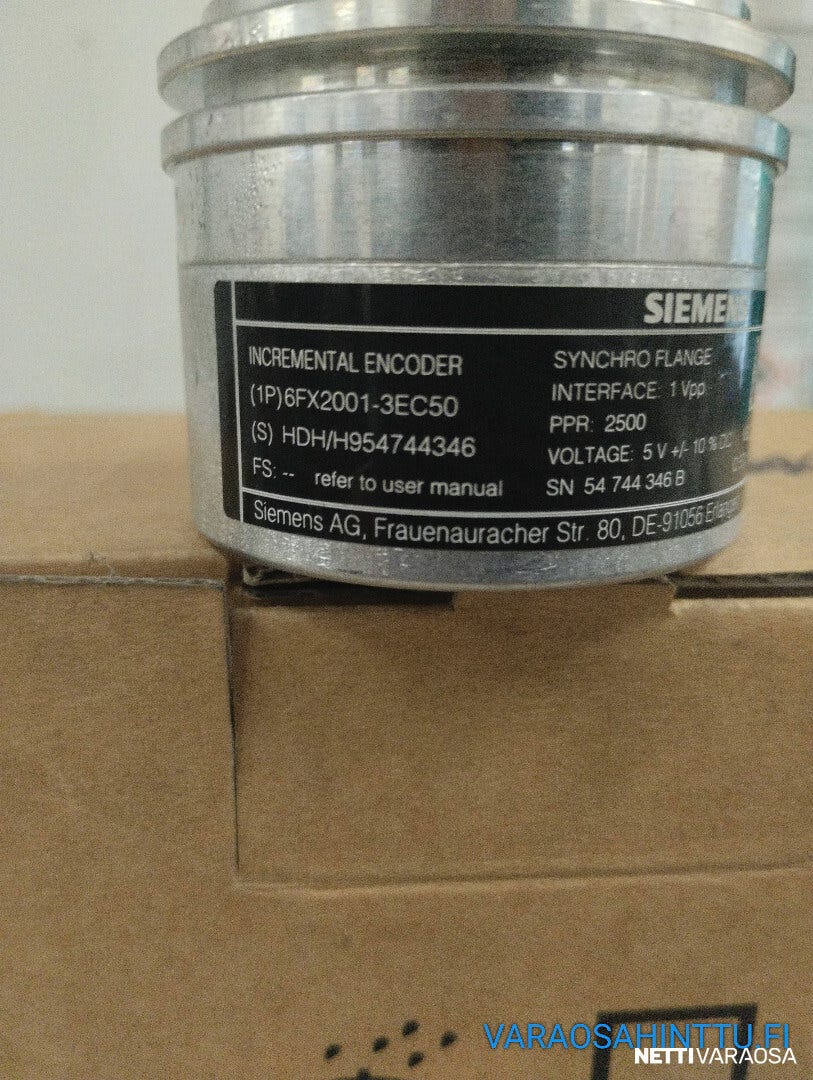 SIEMENS
INCREMENTAL ENCODER
(1P)6FX2001-3EC50
(S) HDH/H954744346
FS: -- refer to user manual
SYNCHRO FLANGE
INTERFACE: 1 Vpp
PPR: 2500
VOLTAGE: 5 V +/- 10 %
SN 54 744 346 B
Siemens AG, Frauenauracher Str. 80, DE-91056 Erlangen
VARAOSAHINTTU.FI
NETTIVARAOSA